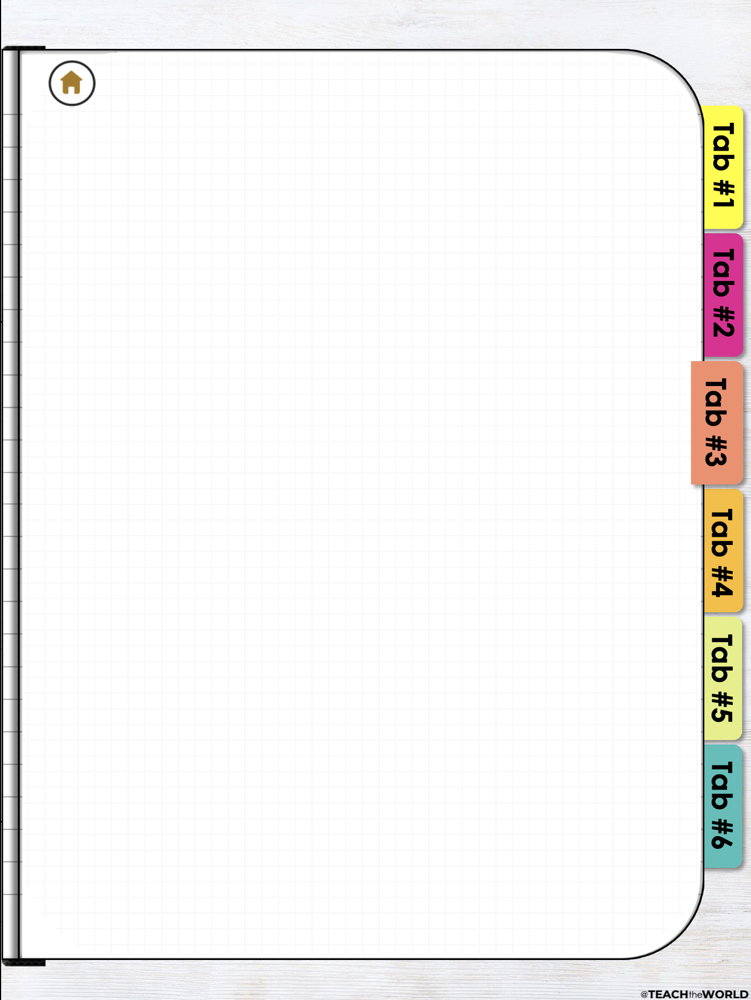 Tab #1
Tab #2
Tab #3
Tab #4
Tab #5
Tab #6
@TEACHtheWORLD